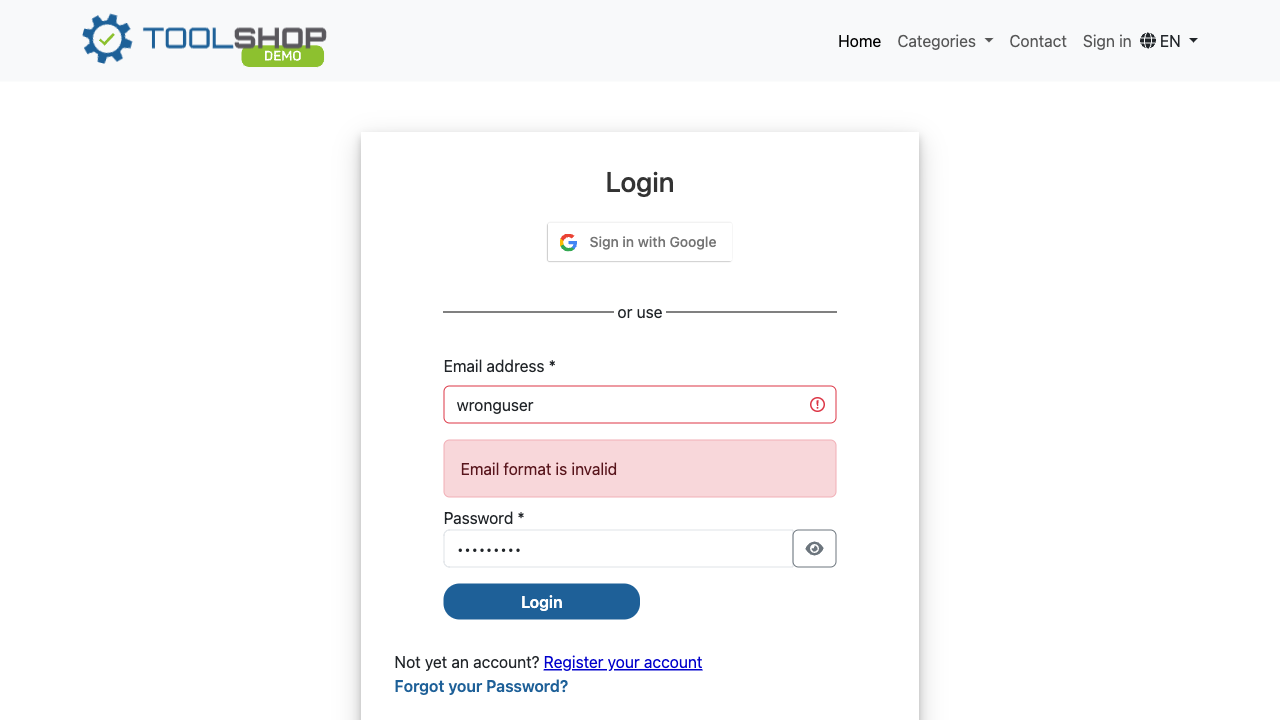 TOOLSHOP
DEMO
Home Categories Contact Sign in EN
Login
Sign in with Google
or use
Email address *
wronguser
Email format is invalid
Password *
•••••••••
Login
Not yet an account? Register your account
Forgot your Password?